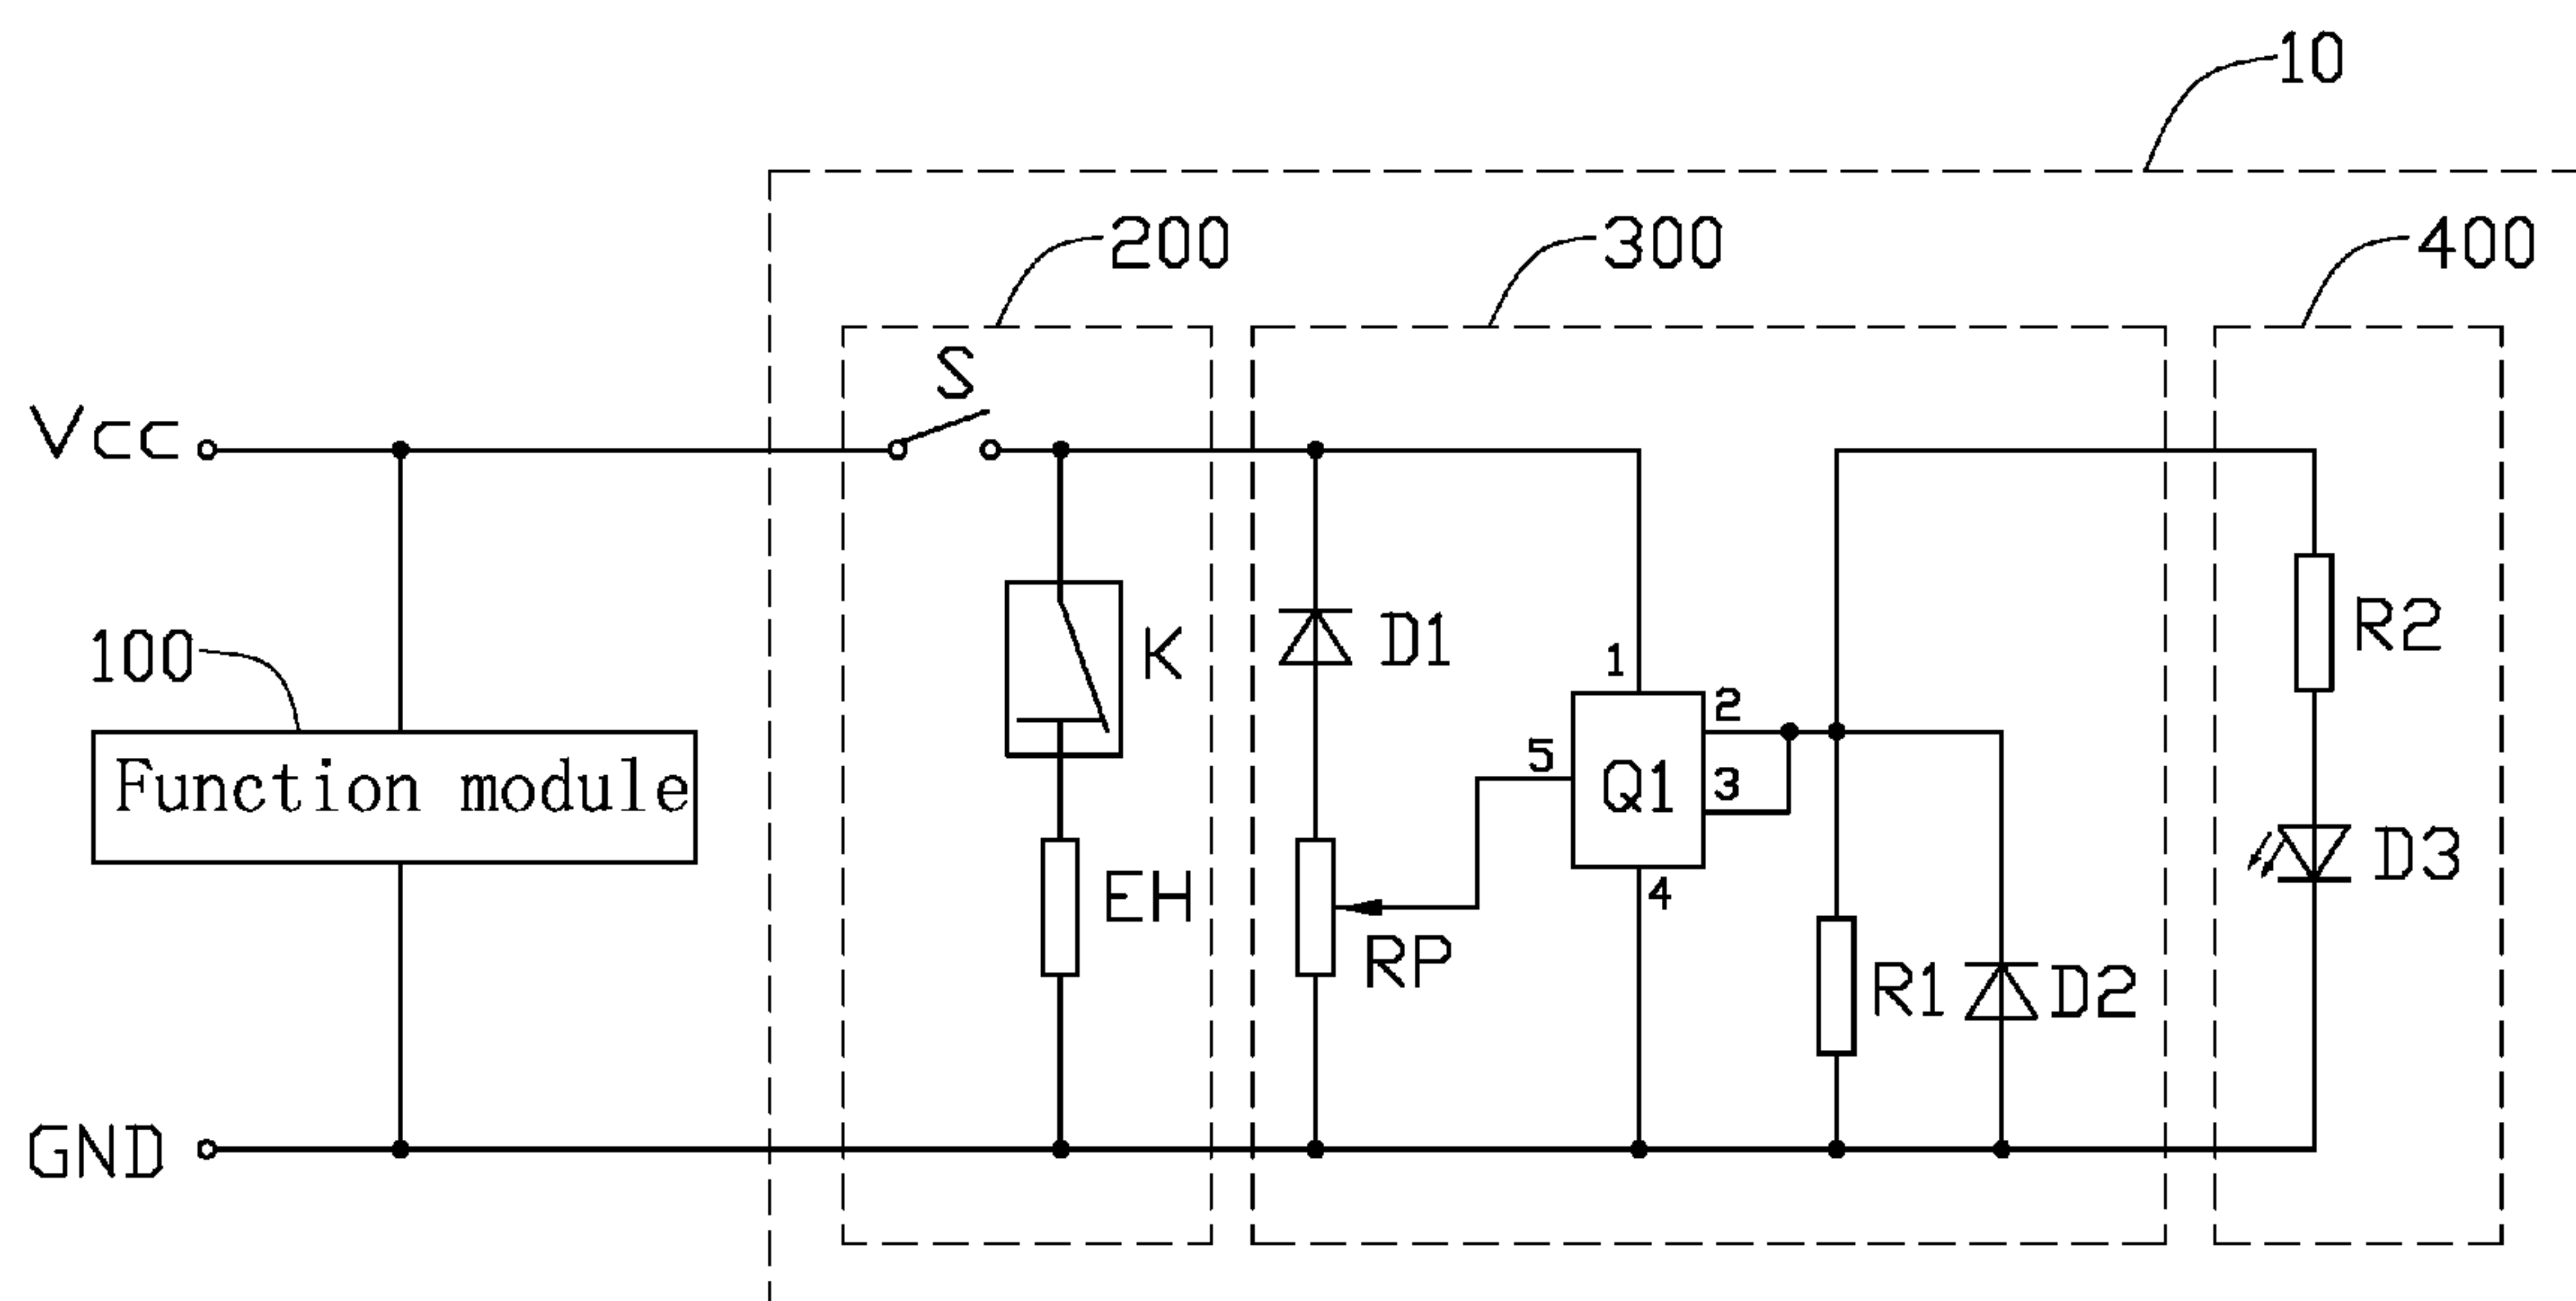 10
200
300
400
S
Vcc
K
D1
R2
100
1
2
Function module
5
Q1
3
D3
EH
4
RP
R1
D2
GND